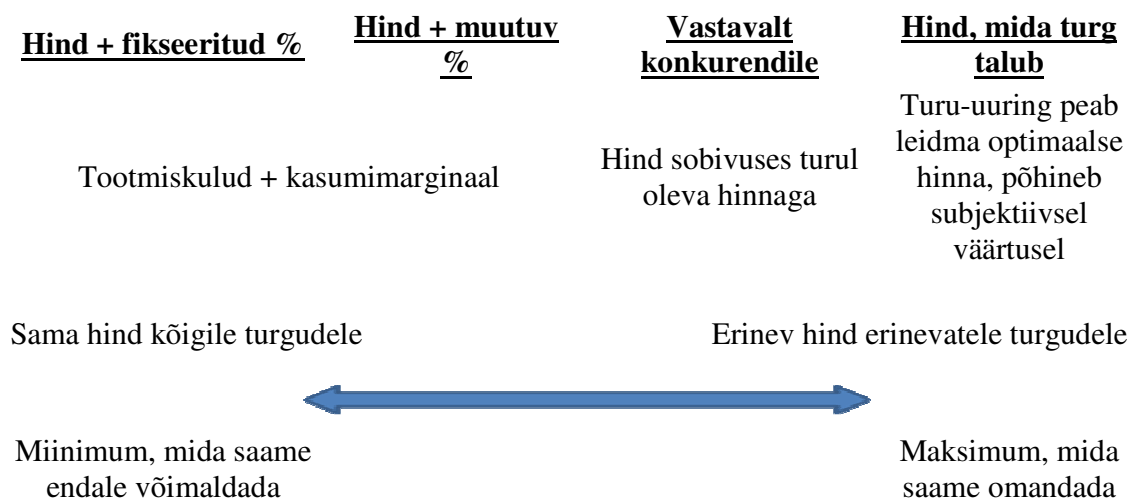 Hind + fikseeritud %
Hind + muutuv
%
Vastavalt
konkurendile
Hind, mida turg
talub
Tootmiskulud + kasumimarginaal
Hind sobivuses turul
oleva hinnaga
Turu-uuring peab
leidma optimaalse
hinna, põhineb
subjektiivsel
väärtusel
Sama hind kõigile turgudele
Erinev hind erinevatele turgudele
Miinimum, mida saame
endale võimaldada
Maksimum, mida
saame omandada